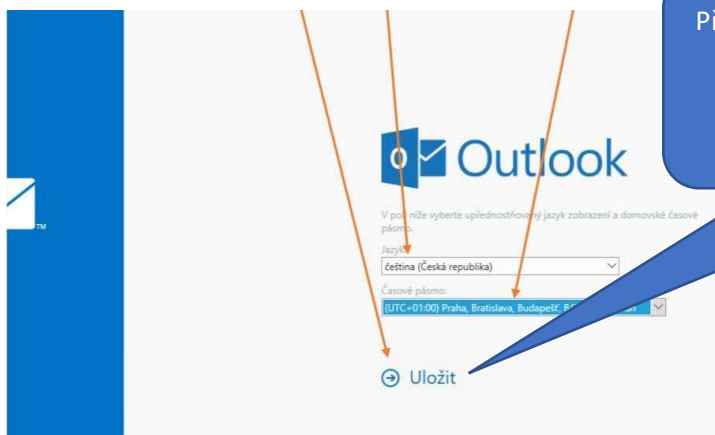 Outlook
V poli níže vyberte upřednostňovaný jazyk zobrazení a domovské časové
pásmo.
Jazyk:
čeština (Česká republika)
Časové pásmo:
(UTC+01:00) Praha, Bratislava, Budapešť,
Uložit
TM